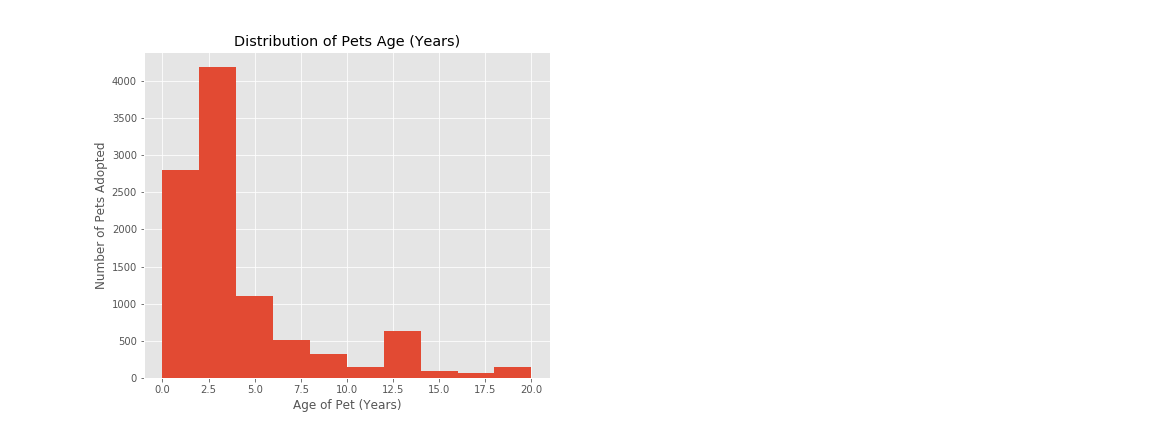 Distribution of Pets Age (Years)
Number of Pets Adopted
4000
3500
3000
2500
2000
1500
1000
500
0
0.0 2.5 5.0 7.5 10.0 12.5 15.0 17.5 20.0
Age of Pet (Years)